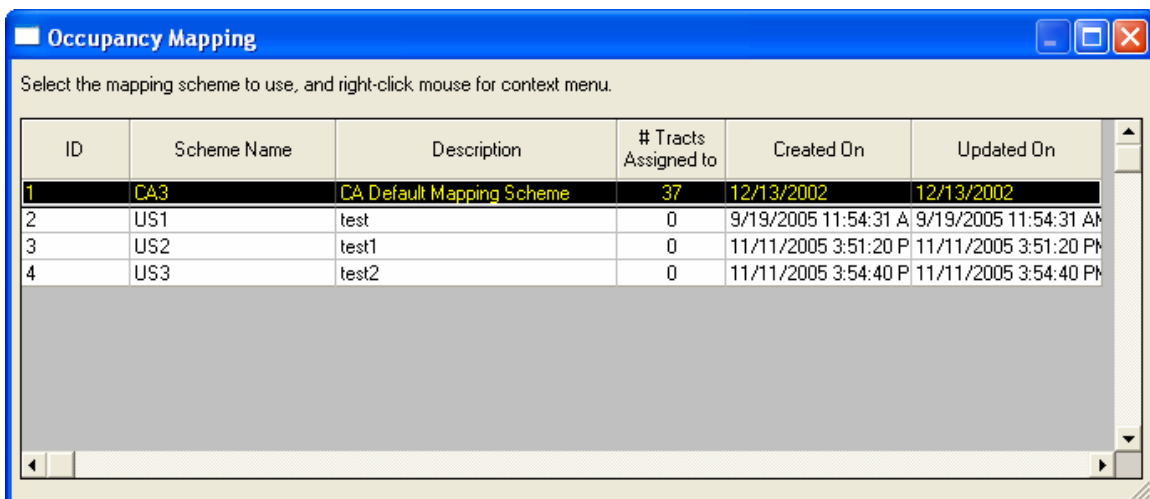 Occupancy Mapping
Select the mapping scheme to use, and right-click mouse for context menu.
ID Scheme Name Description # Tracts Assigned to Created On Updated On
1 CA3 CA Default Mapping Scheme 37 12/13/2002 12/13/2002
2 US1 test 0 9/19/2005 11:54:31 A 9/19/2005 11:54:31 AM
3 US2 test1 0 11/11/2005 3:51:20 P 11/11/2005 3:51:20 PM
4 US3 test2 0 11/11/2005 3:54:40 P 11/11/2005 3:54:40 PM